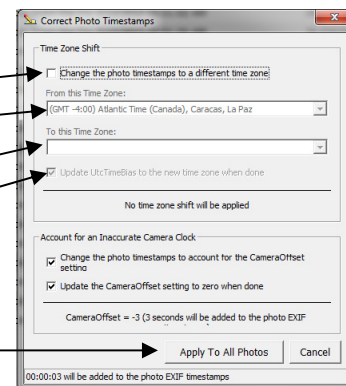 Correct Photo Timestamps
Time Zone Shift
Change the photo timestamps to a different time zone
From this Time Zone:
(GMT -4:00) Atlantic Time (Canada), Caracas, La Paz
To this Time Zone:
Update UtcTimeBias to the new time zone when done
No time zone shift will be applied
Account for an Inaccurate Camera Clock
Change the photo timestamps to account for the CameraOffset
setting
Update the CameraOffset setting to zero when done
CameraOffset = -3 (3 seconds will be added to the photo EXIF
Apply To All Photos
Cancel
00:00:03 will be added to the photo EXIF timestamps